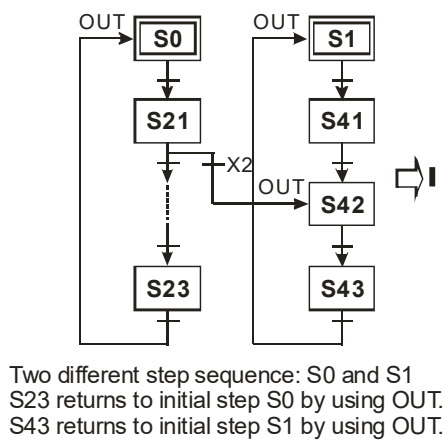 OUT
S0
OUT
S1
S21
S41
X2
OUT
S42
S23
S43
Two different step sequence: S0 and S1
S23 returns to initial step S0 by using OUT.
S43 returns to initial step S1 by using OUT.